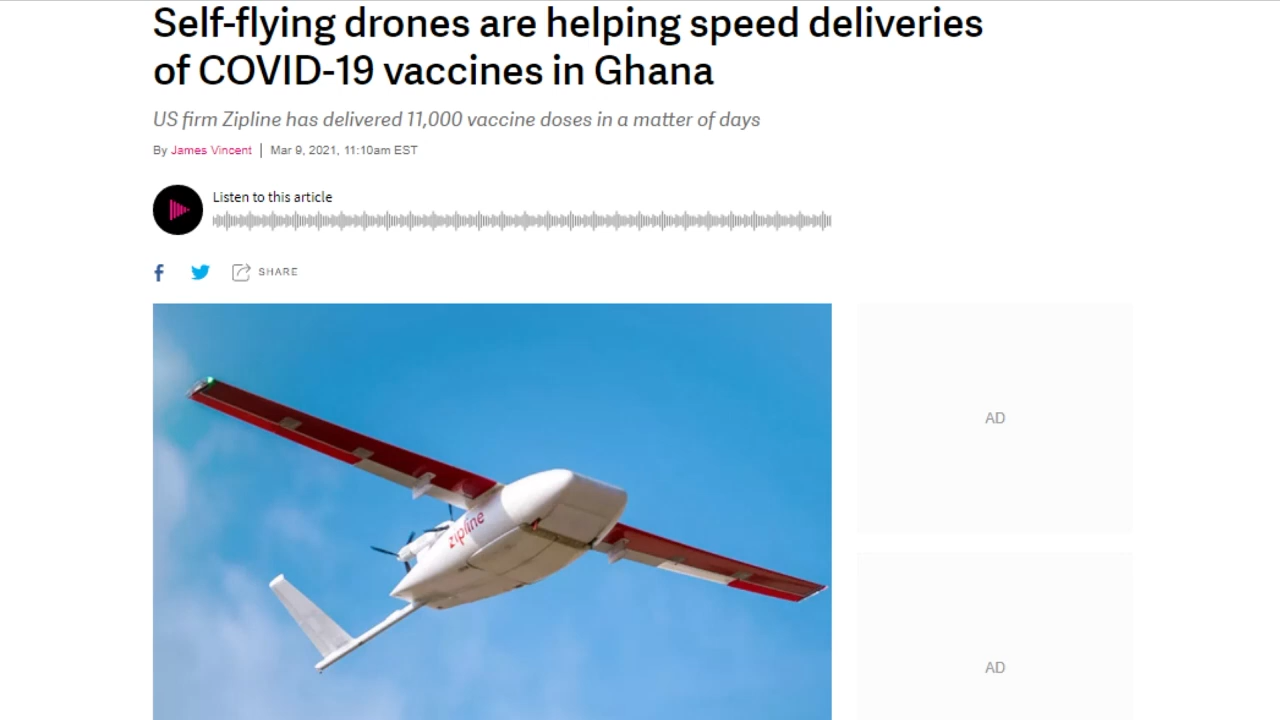 Self-flying drones are helping speed deliveries
of COVID-19 vaccines in Ghana
US firm Zipline has delivered 11,000 vaccine doses in a matter of days
By James Vincent | Mar 9, 2021, 11:10am EST
Listen to this article
f SHARE
zipline
AD
AD